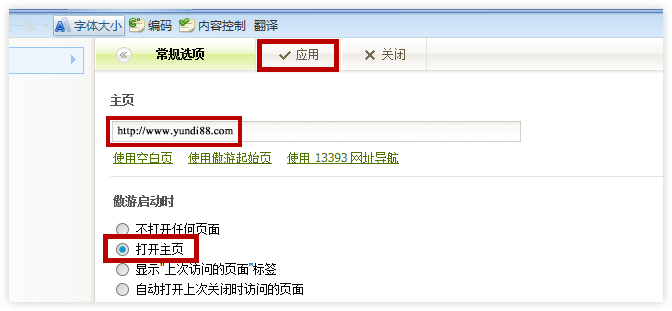 字体大小 编码 内容控制 翻译
常规选项 应用 关闭
主页
http://www.yundi88.com
使用空白页 使用傲游起始页 使用 13393 网址导航
傲游启动时
不打开任何页面
打开主页
显示"上次访问的页面"标签
自动打开上次关闭时访问的页面